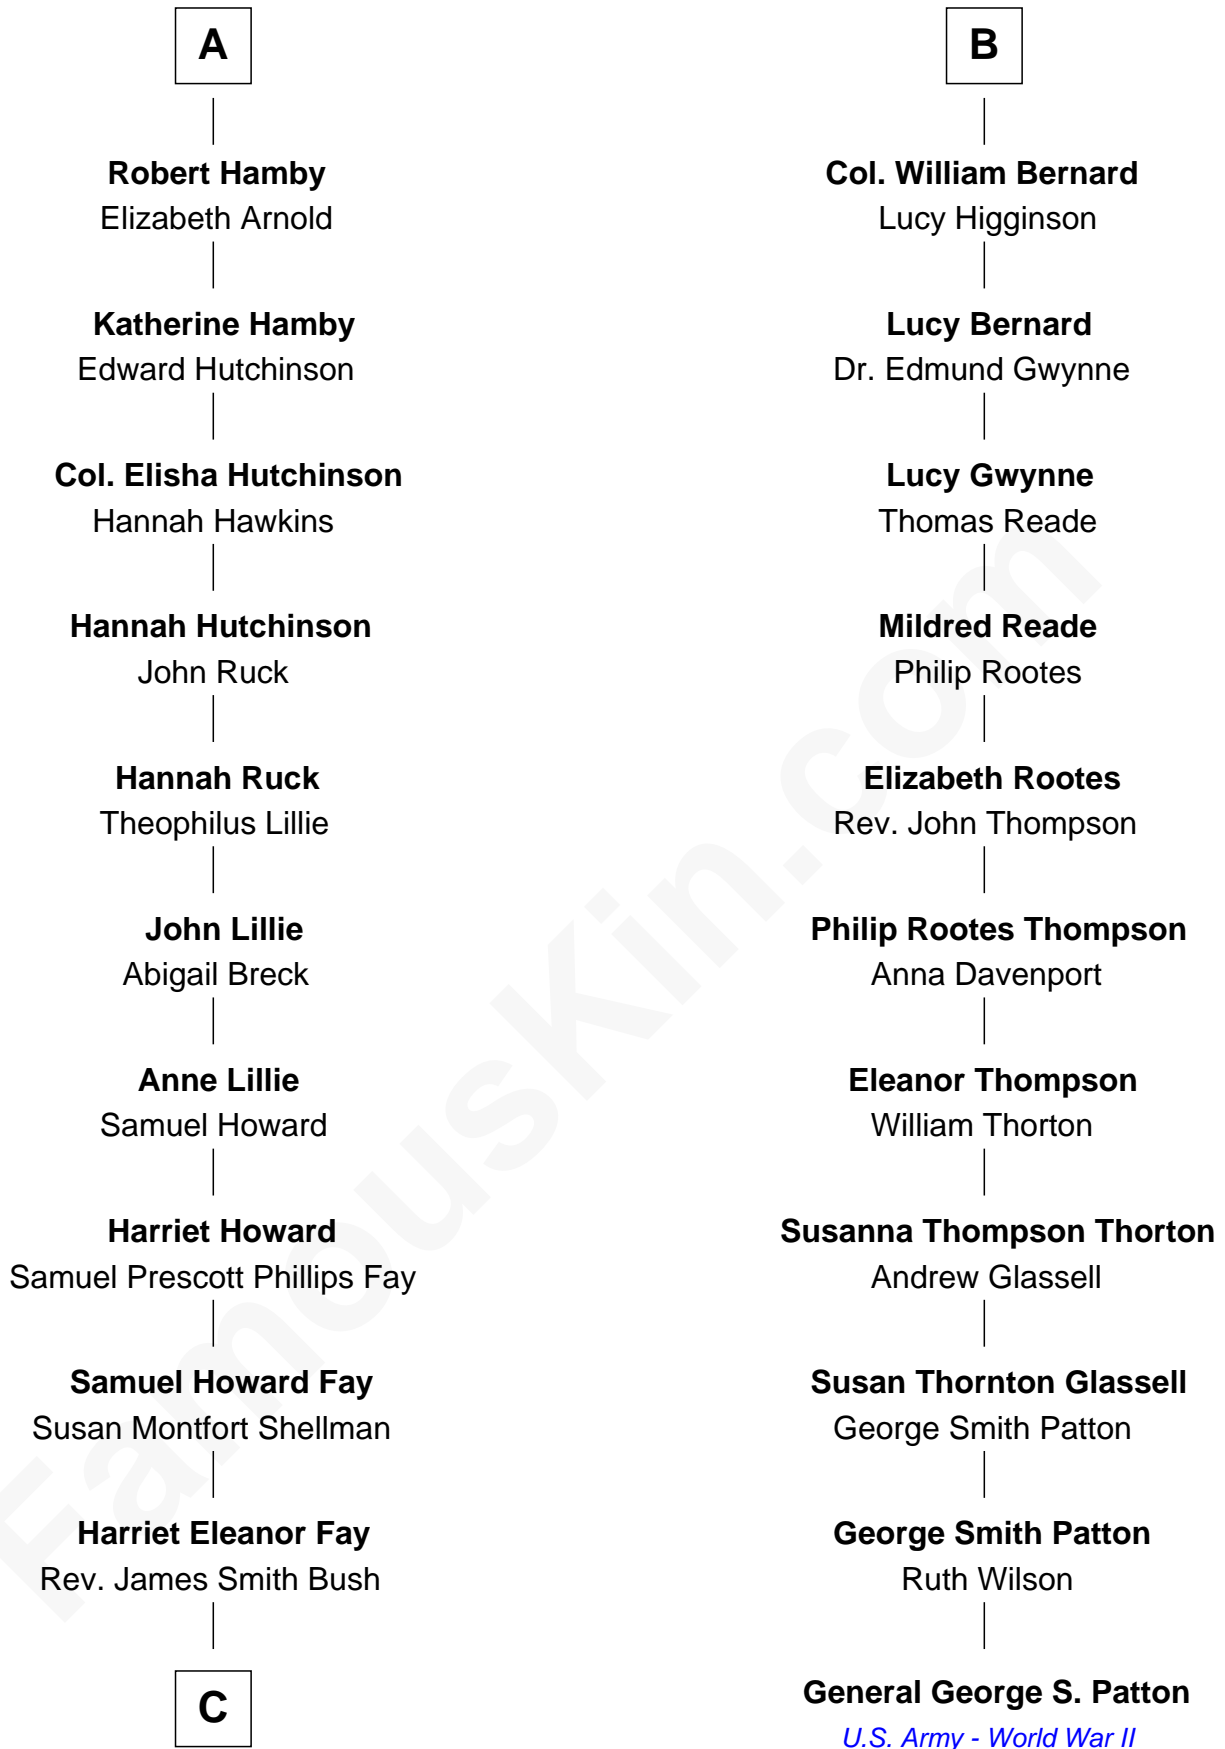 A
Robert Hamby
Elizabeth Arnold
Katherine Hamby
Edward Hutchinson
Col. Elisha Hutchinson
Hannah Hawkins
Hannah Hutchinson
John Ruck
Hannah Ruck
Theophilus Lillie
John Lillie
Abigail Breck
Anne Lillie
Samuel Howard
Harriet Howard
Samuel Prescott Phillips Fay
Samuel Howard Fay
Susan Montfort Shellman
Harriet Eleanor Fay
Rev. James Smith Bush
C
B
Col. William Bernard
Lucy Higginson
Lucy Bernard
Dr. Edmund Gwynne
Lucy Gwynne
Thomas Reade
Mildred Reade
Philip Rootes
Elizabeth Rootes
Rev. John Thompson
Philip Rootes Thompson
Anna Davenport
Eleanor Thompson
William Thorton
Susanna Thompson Thorton
Andrew Glassell
Susan Thornton Glassell
George Smith Patton
George Smith Patton
Ruth Wilson
General George S. Patton
U.S. Army - World War II
FamousKin.com